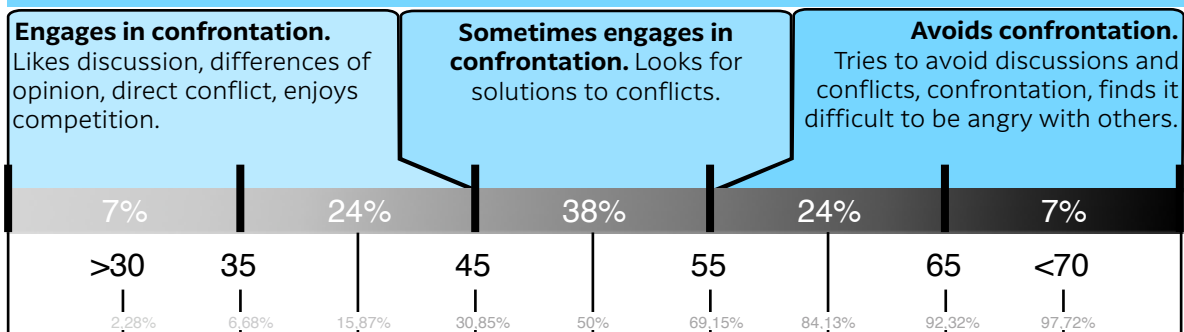 Engages in confrontation.
Likes discussion, differences of
opinion, direct conflict, enjoys
competition.
Sometimes engages in
confrontation. Looks for
solutions to conflicts.
Avoids confrontation.
Tries to avoid discussions and
conflicts, confrontation, finds it
difficult to be angry with others.
7% 24% 38% 24% 7%
>30 35 45 55 65 <70
2,28% 6,68% 15,87% 30,85% 50% 69,15% 84,13% 92,32% 97,72%